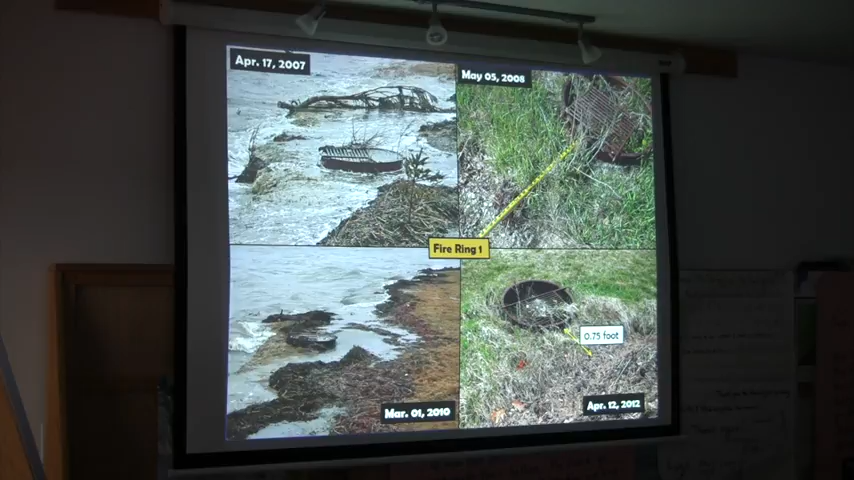 Apr. 17, 2007
May 05, 2008
Fire Ring 1
0.75 foot
Mar. 01, 2010
Apr. 12, 2012